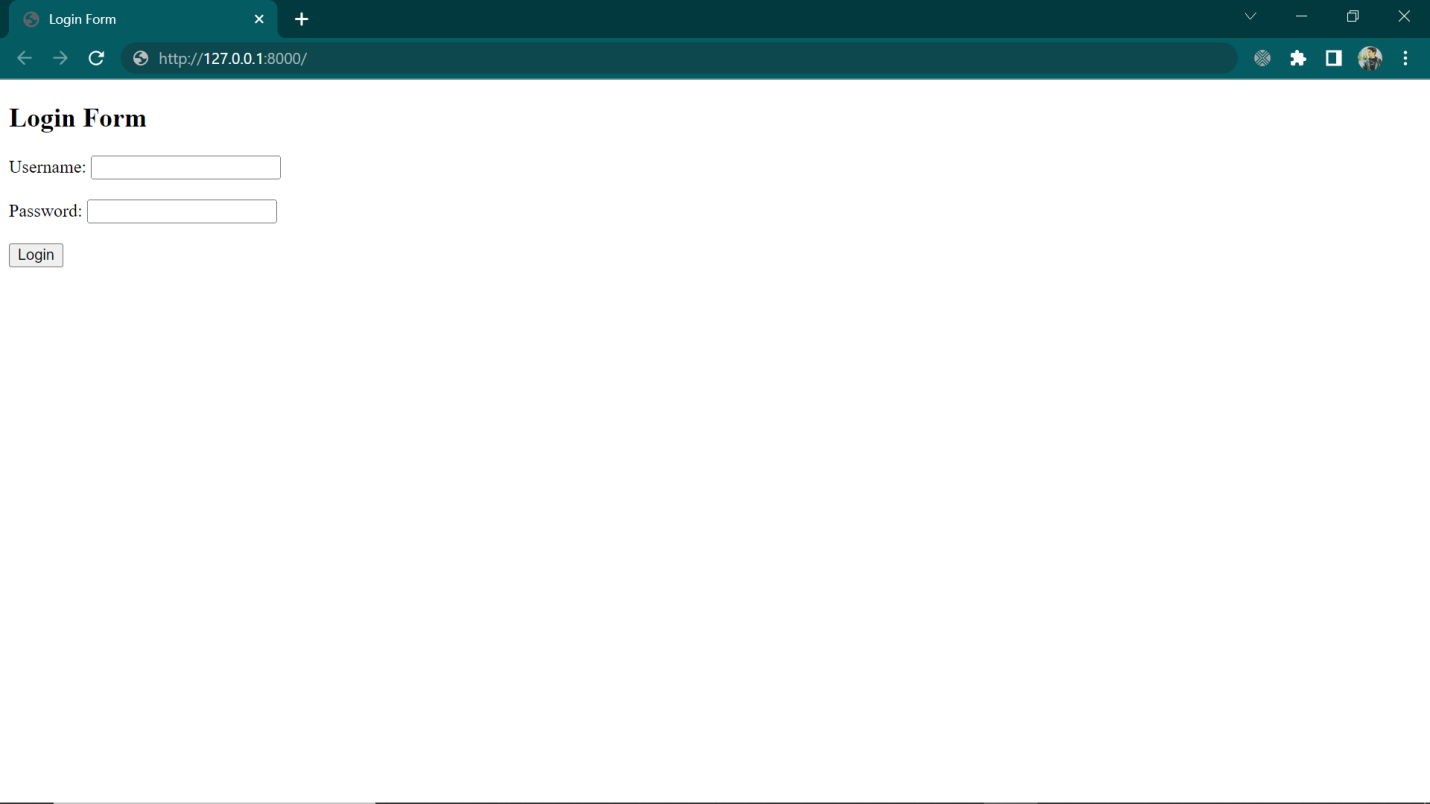 Login Form
http://127.0.0.1:8000/
Login Form
Username:
Password:
Login